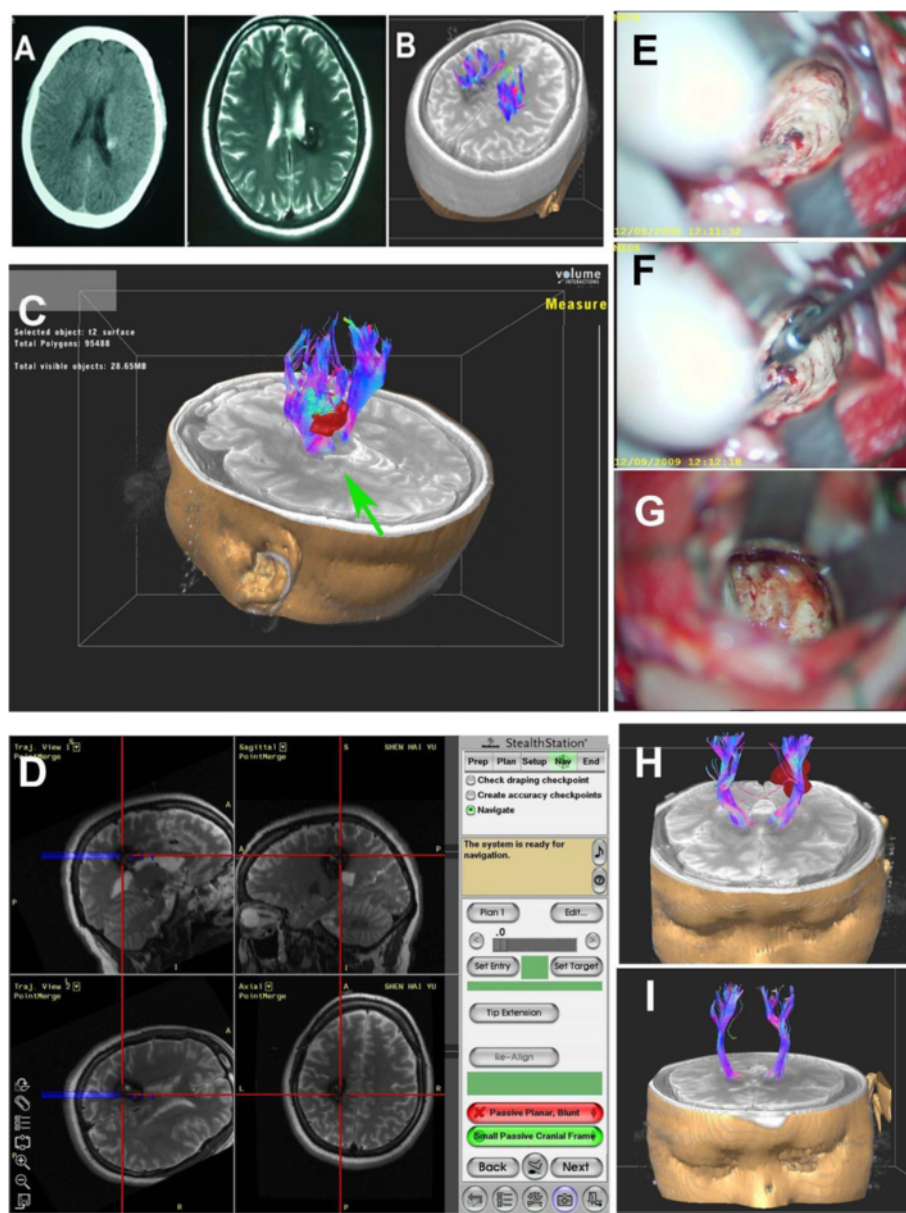 A
B
C
volume
INTERACTIONS
Measure
Selected object: t2 surface
Total Polygons: 95488
Total visible objects: 28.65MB
E
12/09/2009 12:11:32
F
12/09/2009 12:12:18
G
D
Traj. View 1
PointMerge
A
P
I
Sagittal
PointMerge
S
SHEN HAI YU
A
P
I
Traj. View 2
PointMerge
A
P
R
Axial
PointMerge
A
SHEN HAI YU
L
R
P
StealthStation
Prep
Plan
Setup
Nav
End
Check draping checkpoint
Create accuracy checkpoints
Navigate
The system is ready for
navigation.
Plan 1
Edit...
.0
<
>
Set Entry
Set Target
Tip Extension
Re-Align
Passive Planar, Blunt
Small Passive Cranial Frame
Back
Next
H
I